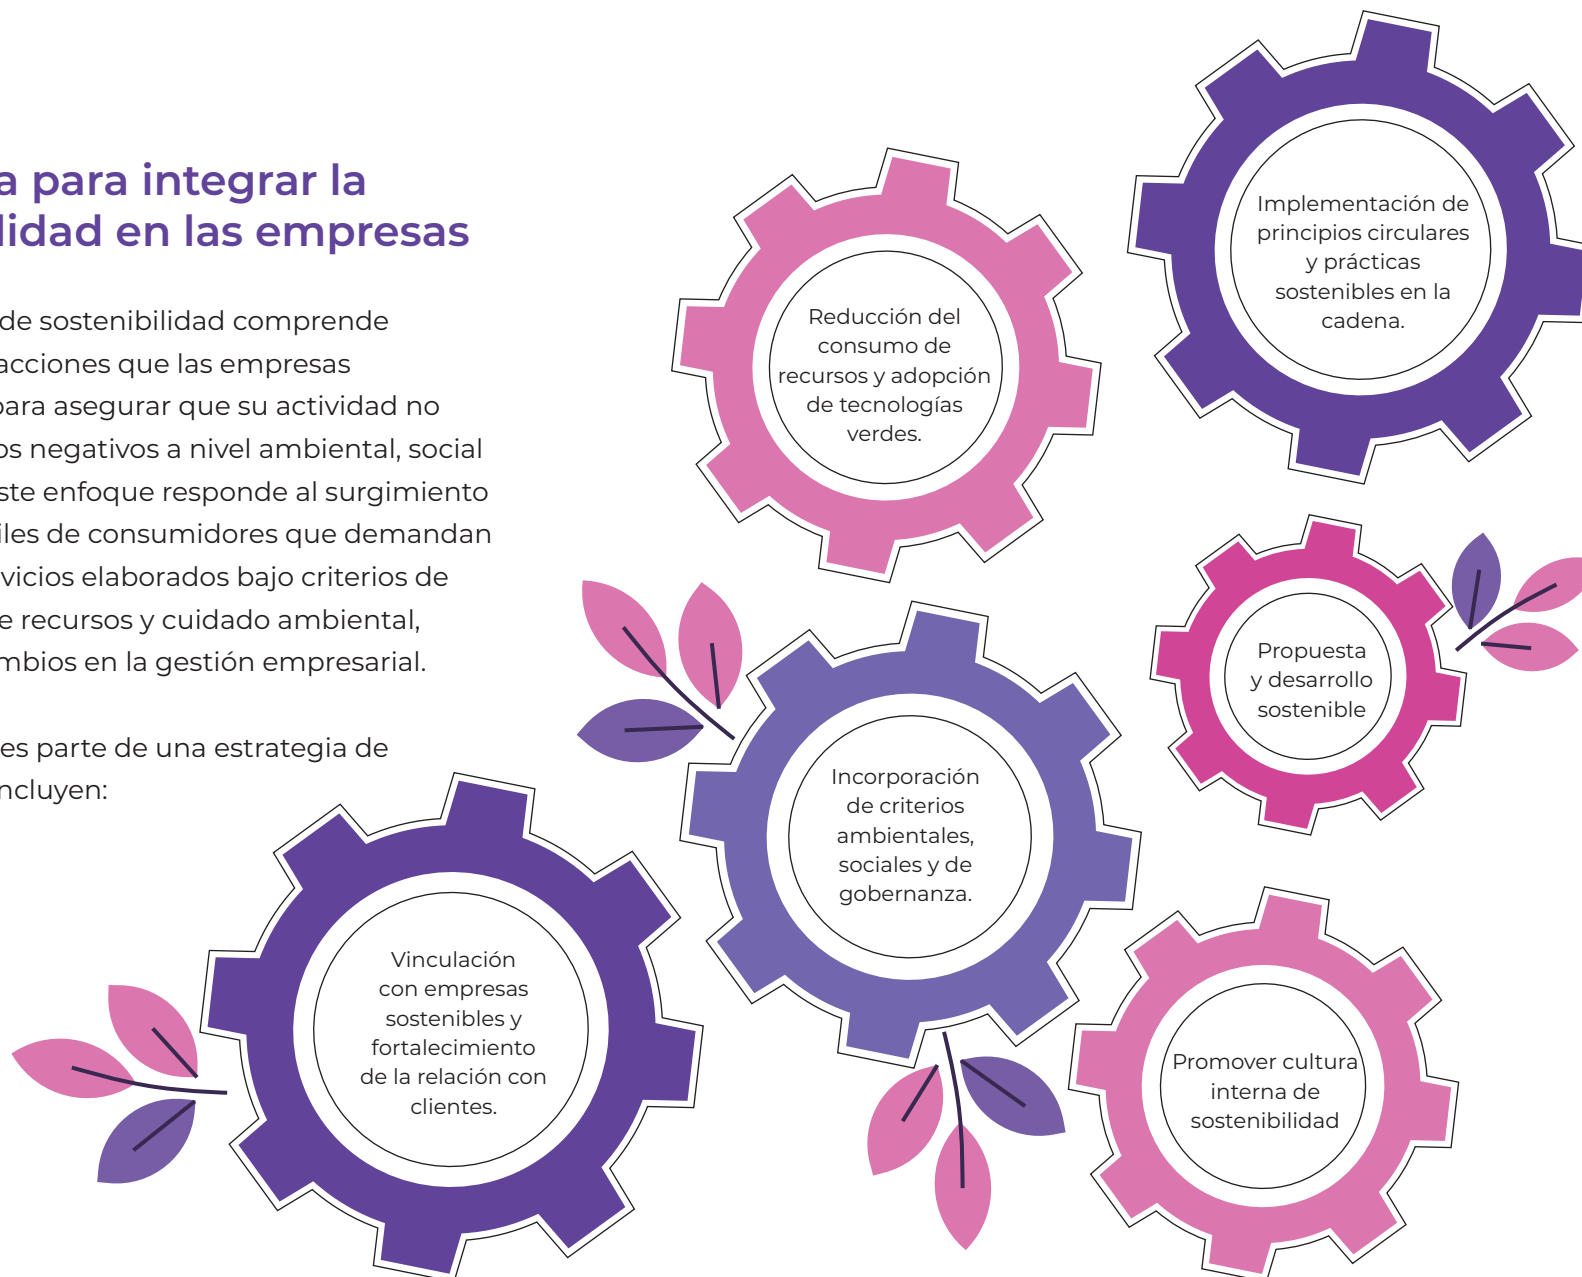 a para integrar la
lidad en las empresas
de sostenibilidad comprende
acciones que las empresas
para asegurar que su actividad no
os negativos a nivel ambiental, social
ste enfoque responde al surgimiento
iles de consumidores que demandan
vicios elaborados bajo criterios de
e recursos y cuidado ambiental,
mbios en la gestión empresarial.
es parte de una estrategia de
ncluyen:
Reducción del
consumo de
recursos y adopción
de tecnologías
verdes.
Implementación de
principios circulares
y prácticas
sostenibles en la
cadena.
Propuesta
y desarrollo
sostenible
Incorporación
de criterios
ambientales,
sociales y de
gobernanza.
Vinculación
con empresas
sostenibles y
fortalecimiento
de la relación con
clientes.
Promover cultura
interna de
sostenibilidad